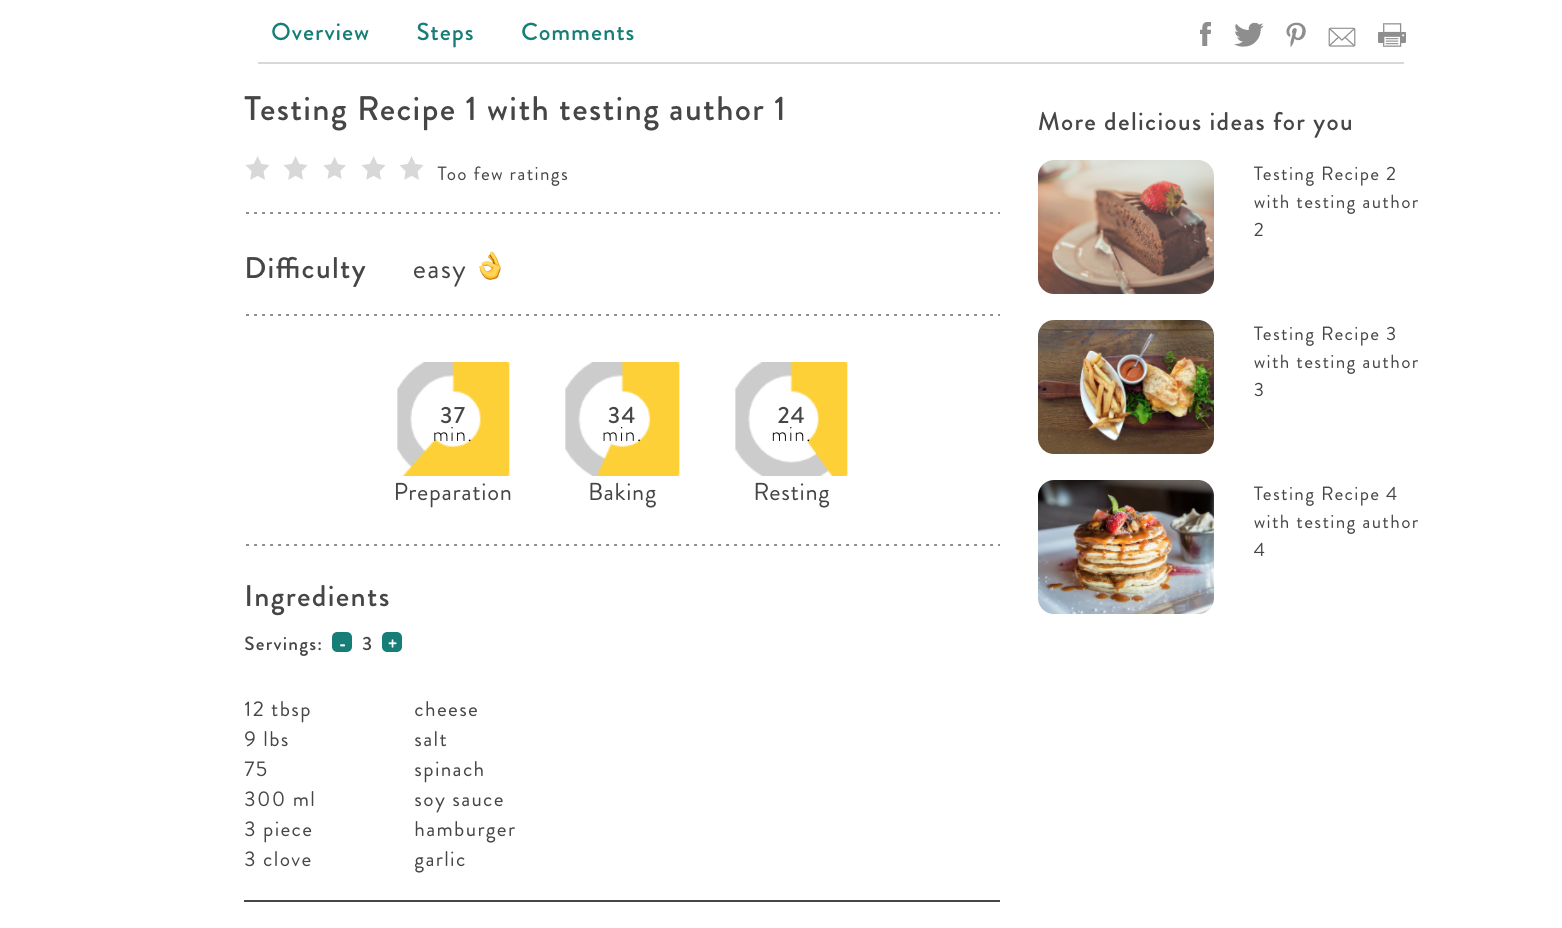 Overview Steps Comments
Testing Recipe 1 with testing author 1
Too few ratings
Difficulty easy 👌
37
min.
Preparation
34
min.
Baking
24
min.
Resting
Ingredients
Servings: - 3 +
12 tbsp cheese
9 lbs salt
75 spinach
300 ml soy sauce
3 piece hamburger
3 clove garlic
More delicious ideas for you
Testing Recipe 2
with testing author
2
Testing Recipe 3
with testing author
3
Testing Recipe 4
with testing author
4